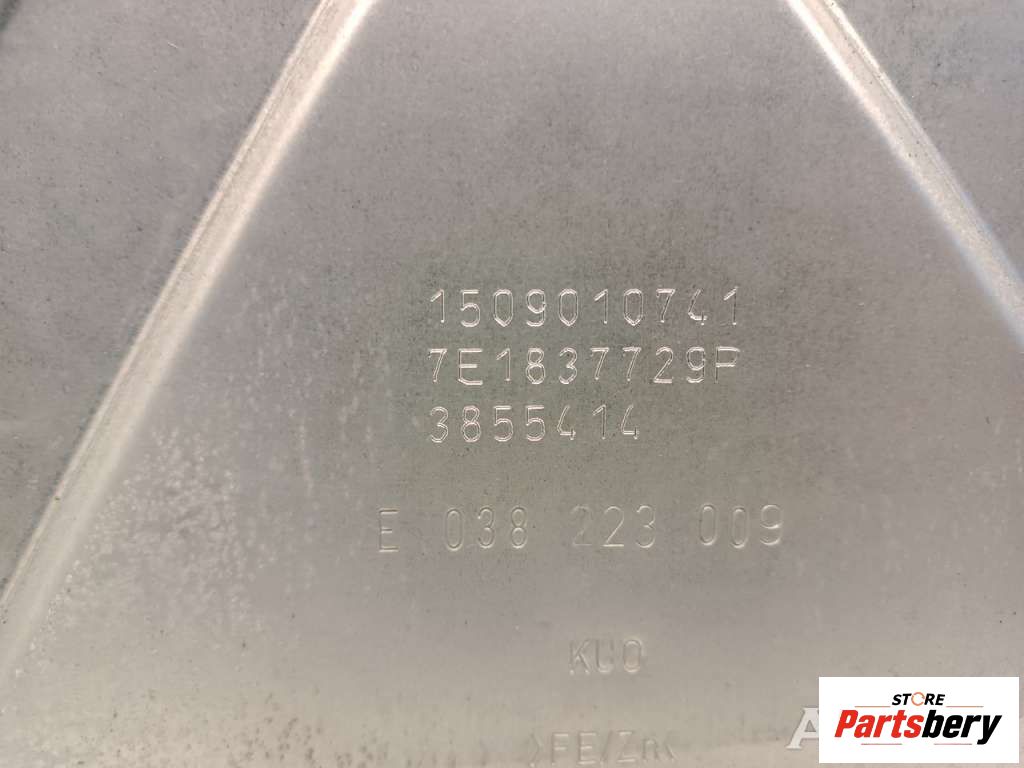 1509010741
7E1837729P
3855414
E 038 223 009
KUO
>FE/Zn<
STORE
Partsbery